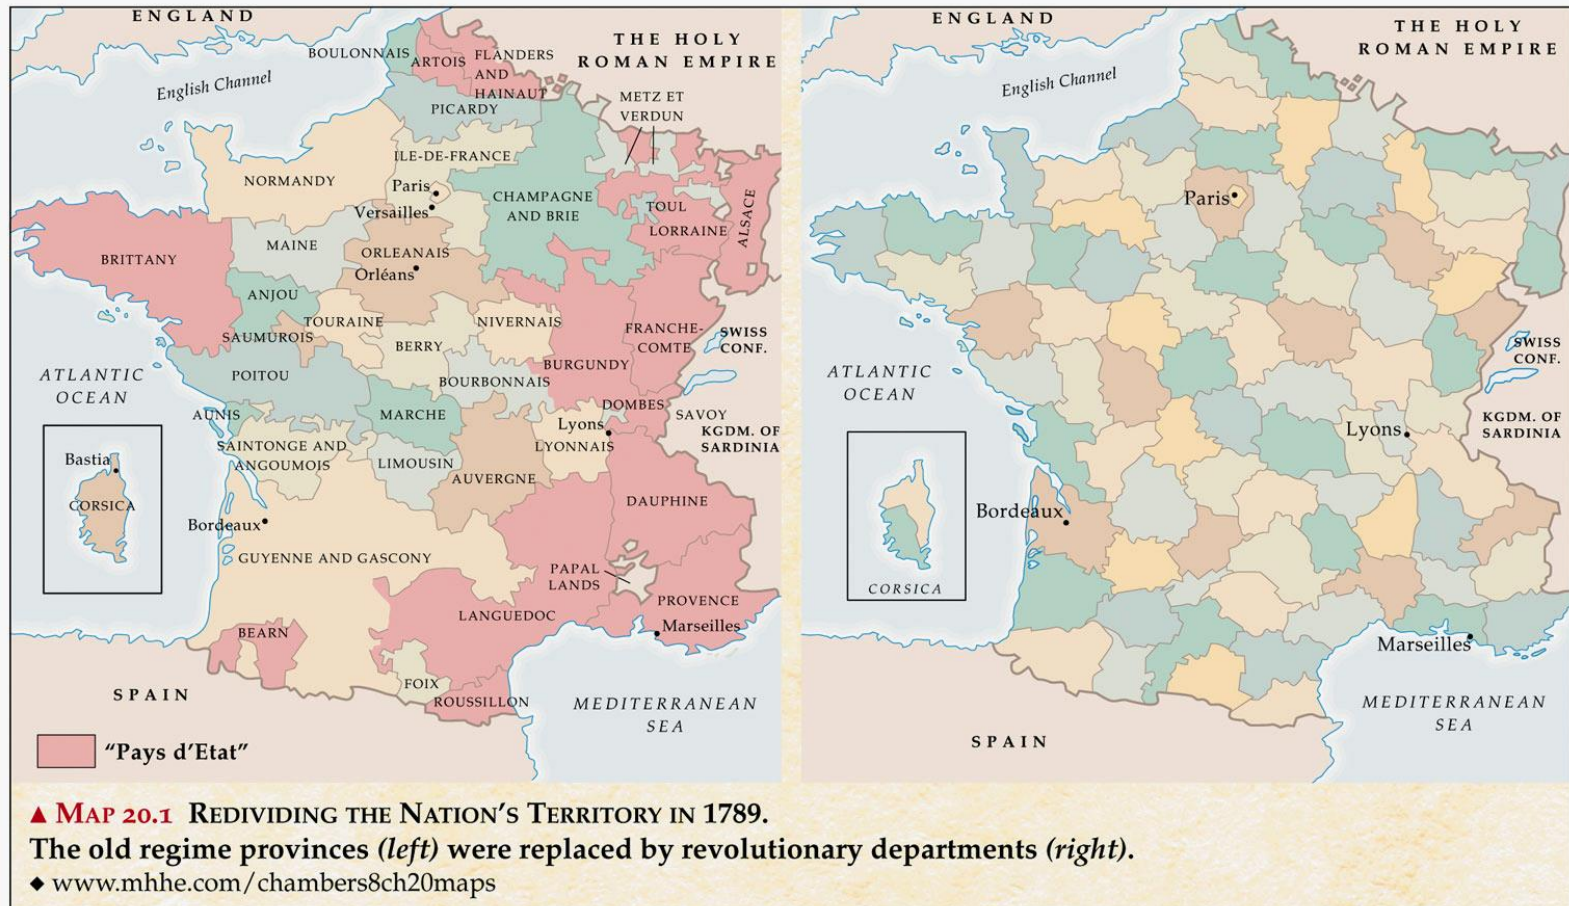 ENGLAND
THE HOLY
ROMAN EMPIRE
English Channel
BOULONNAIS
ARTOIS
FLANDERS
AND
HAINAUT
PICARDY
METZ ET
VERDUN
ILE-DE-FRANCE
NORMANDY
Paris
Versailles
CHAMPAGNE
AND BRIE
TOUL
LORRAINE
ALSACE
BRITTANY
MAINE
ORLEANAIS
Orléans
ANJOU
TOURAINE
SAUMUROIS
NIVERNAIS
BERRY
FRANCHE-
COMTE
SWISS
CONF.
BURGUNDY
POITOU
BOURBONNAIS
ATLANTIC
OCEAN
AUNIS
MARCHE
DOMBES
SAVOY
Lyons
LYONNAIS
KGDM. OF
SARDINIA
SAINTONGE AND
ANGOUMOIS
LIMOUSIN
AUVERGNE
Bastia
CORSICA
DAUPHINE
Bordeaux
GUYENNE AND GASCONY
PAPAL
LANDS
LANGUEDOC
PROVENCE
Marseilles
BEARN
FOIX
ROUSSILLON
SPAIN
MEDITERRANEAN
SEA
"Pays d'Etat"
ENGLAND
THE HOLY
ROMAN EMPIRE
English Channel
Paris
SWISS
CONF.
ATLANTIC
OCEAN
Lyons
KGDM. OF
SARDINIA
Bordeaux
CORSICA
Marseilles
SPAIN
MEDITERRANEAN
SEA
▲ MAP 20.1 REDIVIDING THE NATION'S TERRITORY IN 1789.
The old regime provinces (left) were replaced by revolutionary departments (right).
◆ www.mhhe.com/chambers8ch20maps